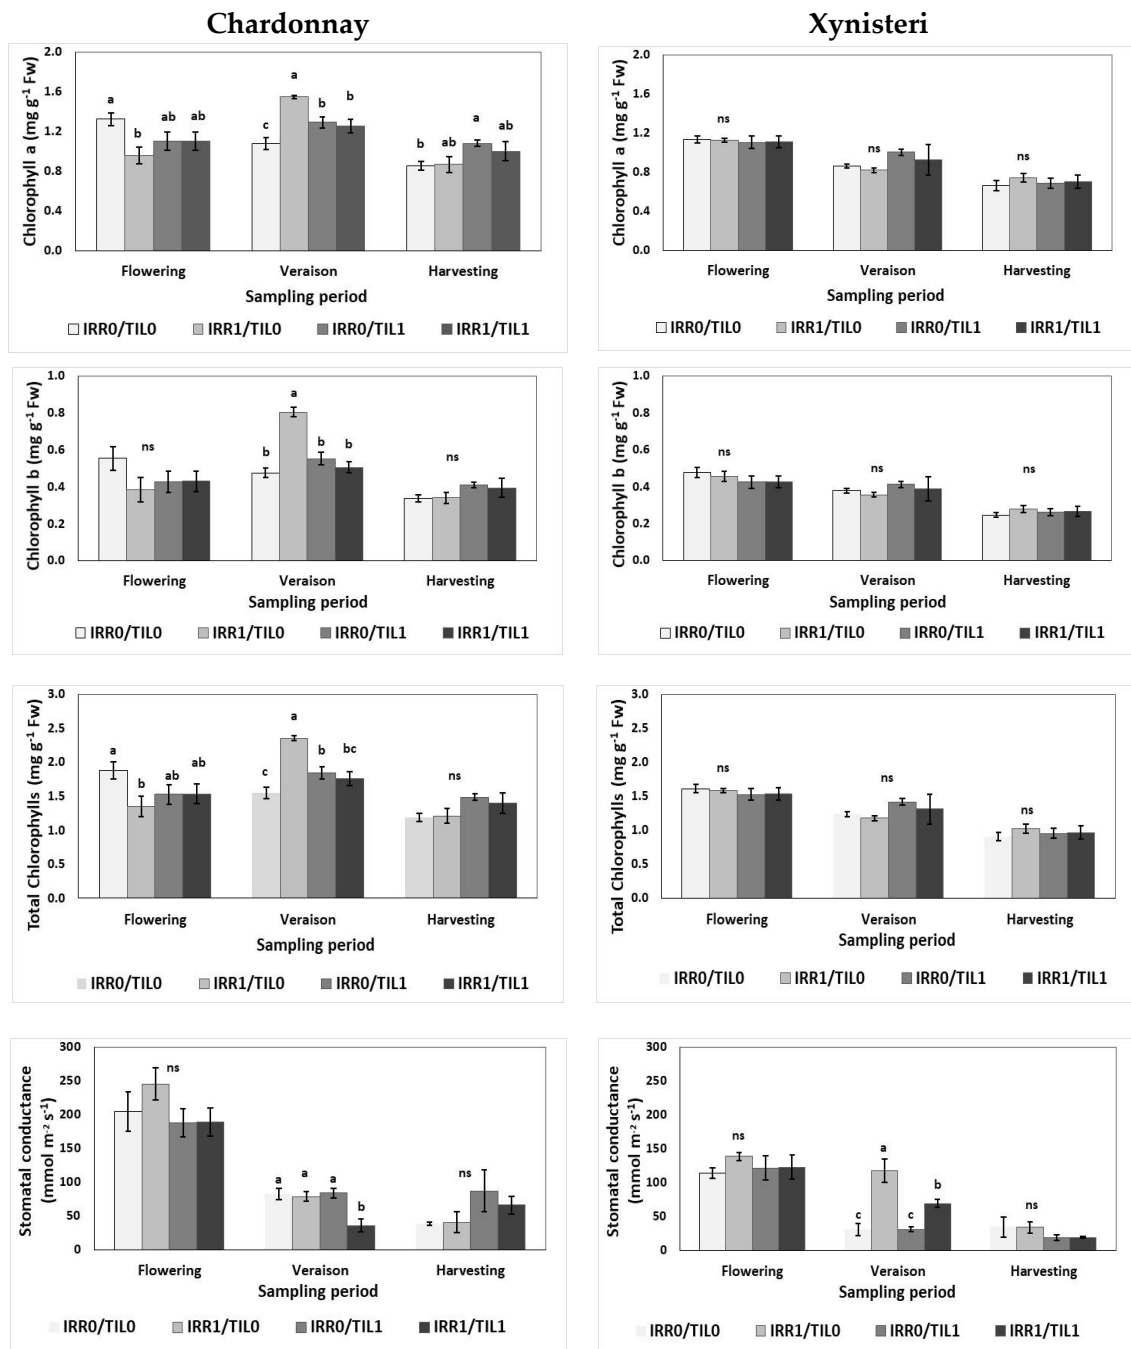 Chardonnay
Xynisteri
Chlorophyll a (mg g-1 Fw)
2.0
1.6
1.2
0.8
0.4
0.0
a
b
ab
ab
c
a
b
b
b
ab
a
ab
Flowering Veraison Harvesting
Sampling period
IRR0/TIL0 IRR1/TIL0 IRR0/TIL1 IRR1/TIL1
Chlorophyll a (mg g-1 Fw)
2.0
1.6
1.2
0.8
0.4
0.0
ns
ns
ns
Flowering Veraison Harvesting
Sampling period
IRR0/TIL0 IRR1/TIL0 IRR0/TIL1 IRR1/TIL1
Chlorophyll b (mg g-1 Fw)
1.0
0.8
0.6
0.4
0.2
0.0
ns
b
a
b
b
ns
Flowering Veraison Harvesting
Sampling period
IRR0/TIL0 IRR1/TIL0 IRR0/TIL1 IRR1/TIL1
Chlorophyll b (mg g-1 Fw)
1.0
0.8
0.6
0.4
0.2
0.0
ns
ns
ns
Flowering Veraison Harvesting
Sampling period
IRR0/TIL0 IRR1/TIL0 IRR0/TIL1 IRR1/TIL1
Total Chlorophylls (mg g-1 Fw)
3.0
2.5
2.0
1.5
1.0
0.5
0.0
a
b
ab
ab
c
a
b
bc
ns
Flowering Veraison Harvesting
Sampling period
IRR0/TIL0 IRR1/TIL0 IRR0/TIL1 IRR1/TIL1
Total Chlorophylls (mg g-1 Fw)
3.0
2.5
2.0
1.5
1.0
0.5
0.0
ns
ns
ns
Flowering Veraison Harvesting
Sampling period
IRR0/TIL0 IRR1/TIL0 IRR0/TIL1 IRR1/TIL1
Stomatal conductance
(mmol m-2 s-1)
300
250
200
150
100
50
0
ns
a
a
a
b
ns
Flowering Veraison Harvesting
Sampling period
IRR0/TIL0 IRR1/TIL0 IRR0/TIL1 IRR1/TIL1
Stomatal conductance
(mmol m-2 s-1)
300
250
200
150
100
50
0
ns
c
a
c
b
ns
Flowering Veraison Harvesting
Sampling period
IRR0/TIL0 IRR1/TIL0 IRR0/TIL1 IRR1/TIL1